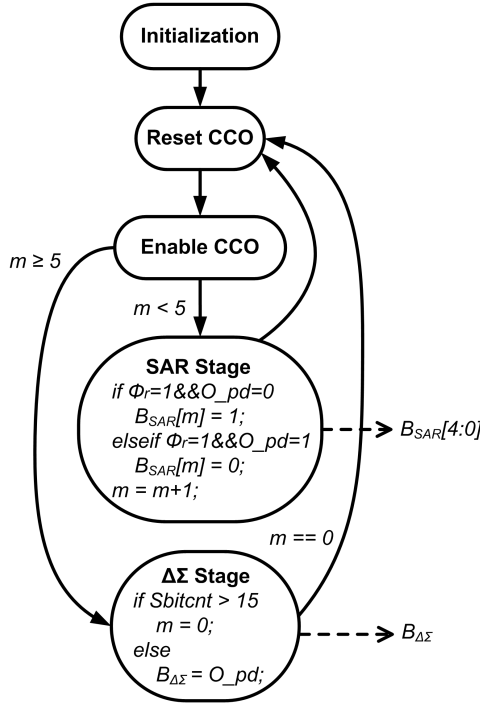 Initialization
Reset CCO
Enable CCO
m ≥ 5
m < 5
SAR Stage
if Φr=1&&O_pd=0
BSAR[m] = 1;
elseif Φr=1&&O_pd=1
BSAR[m] = 0;
m = m+1;
BSAR[4:0]
m == 0
ΔΣ Stage
if Sbitcnt > 15
m = 0;
else
BΔΣ = O_pd;
BΔΣ